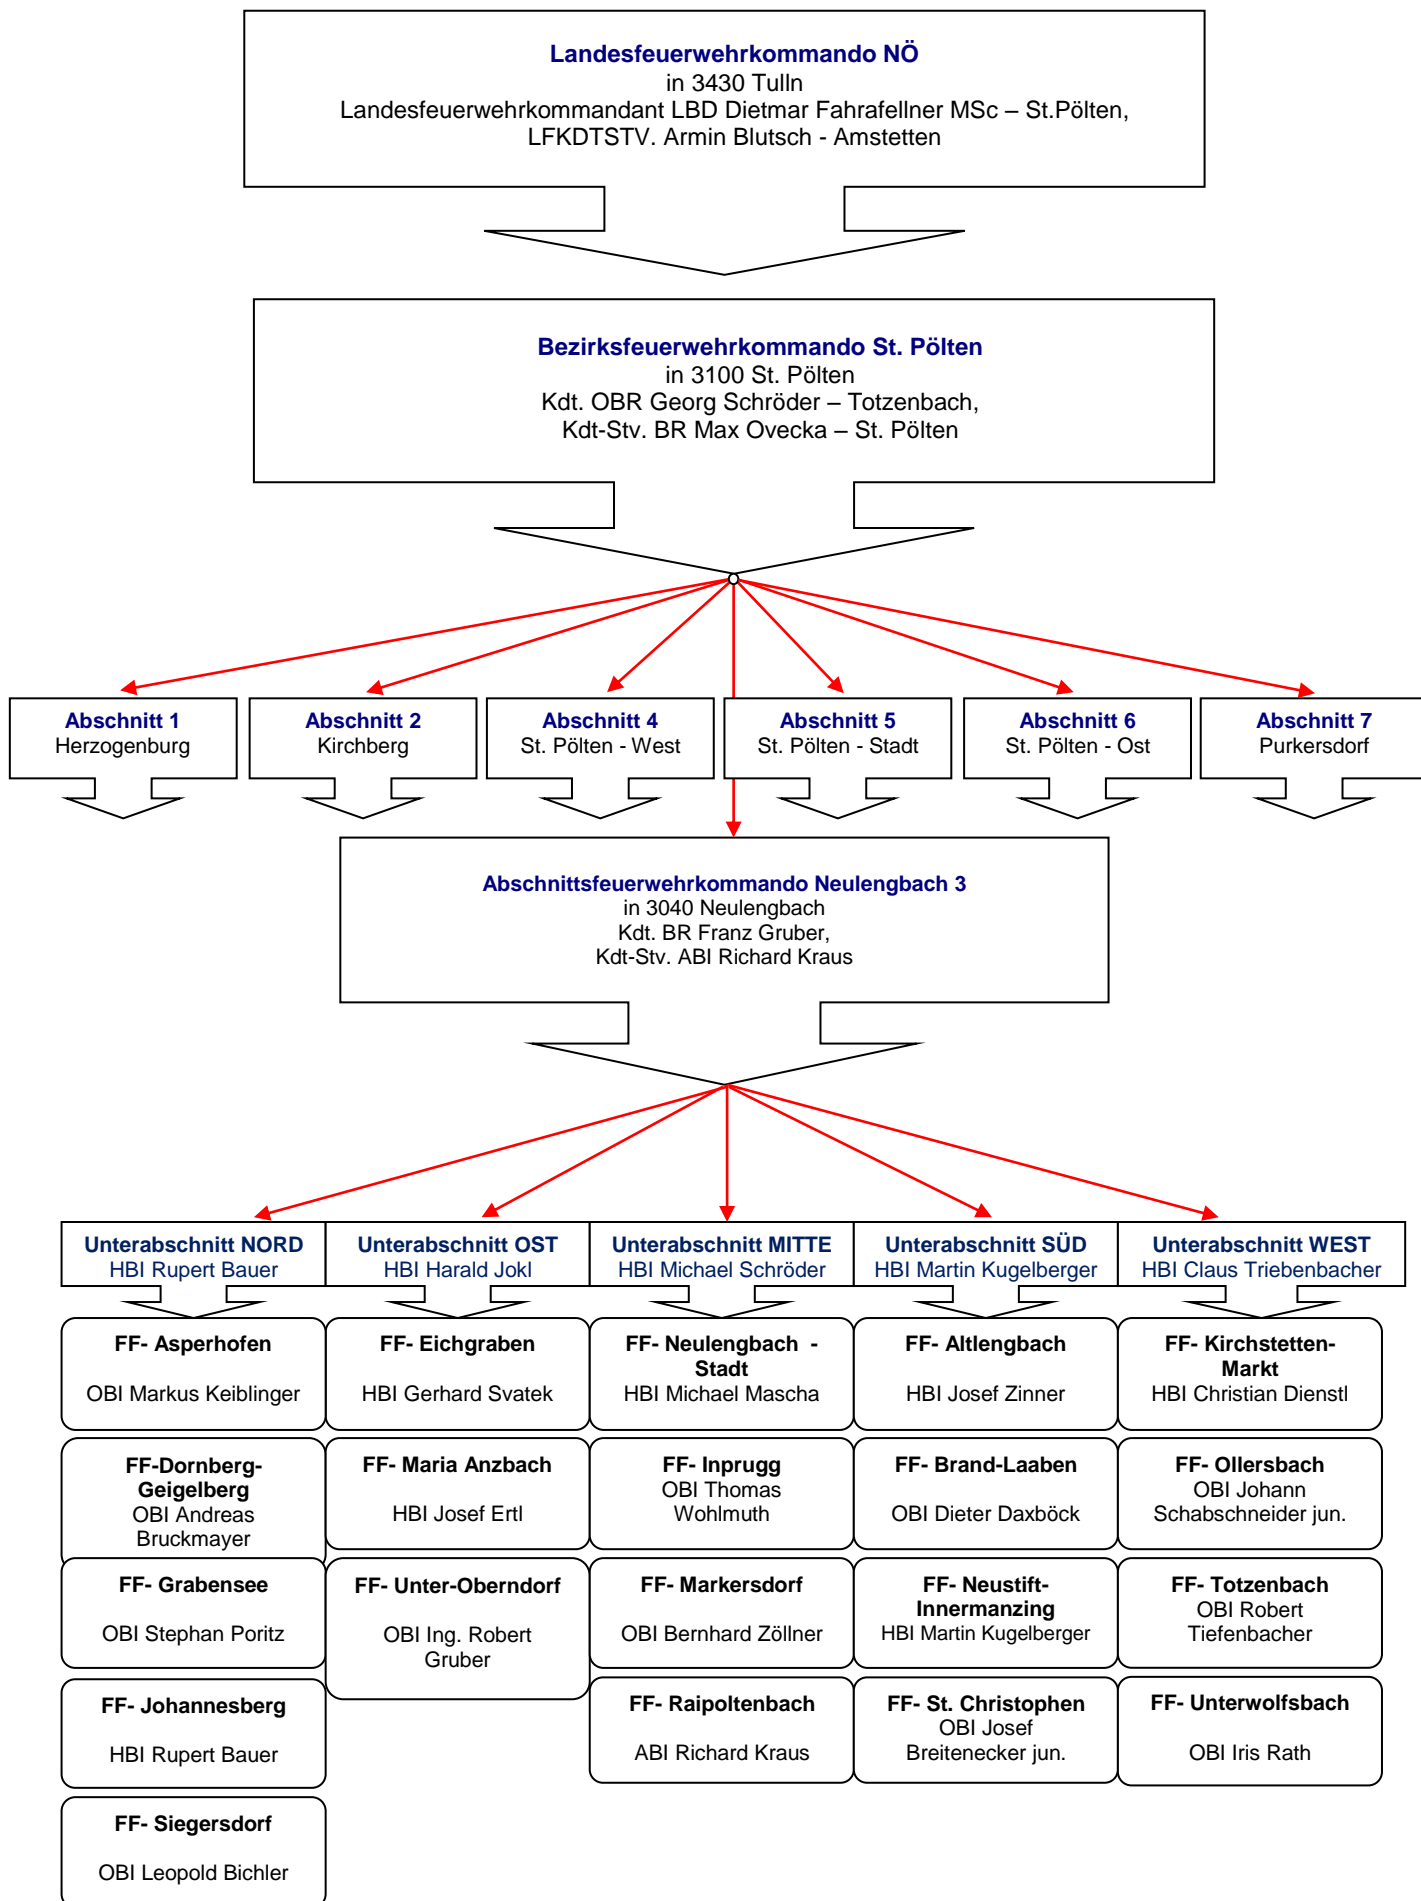 Landesfeuerwehrkommando NÖ
in 3430 Tulln
Landesfeuerwehrkommandant LBD Dietmar Fahrafellner MSc – St.Pölten,
LFKDTSTV. Armin Blutsch - Amstetten
Bezirksfeuerwehrkommando St. Pölten
in 3100 St. Pölten
Kdt. OBR Georg Schröder – Totzenbach,
Kdt-Stv. BR Max Ovecka – St. Pölten
Abschnitt 1
Herzogenburg
Abschnitt 2
Kirchberg
Abschnitt 4
St. Pölten - West
Abschnitt 5
St. Pölten - Stadt
Abschnitt 6
St. Pölten - Ost
Abschnitt 7
Purkersdorf
Abschnittsfeuerwehrkommando Neulengbach 3
in 3040 Neulengbach
Kdt. BR Franz Gruber,
Kdt-Stv. ABI Richard Kraus
Unterabschnitt NORD
HBI Rupert Bauer
Unterabschnitt OST
HBI Harald Jokl
Unterabschnitt MITTE
HBI Michael Schröder
Unterabschnitt SÜD
HBI Martin Kugelberger
Unterabschnitt WEST
HBI Claus Triebenbacher
FF- Asperhofen
OBI Markus Keiblinger
FF- Eichgraben
HBI Gerhard Svatek
FF- Neulengbach -
Stadt
HBI Michael Mascha
FF- Altlengbach
HBI Josef Zinner
FF- Kirchstetten-
Markt
HBI Christian Dienstl
FF-Dornberg-
Geigelberg
OBI Andreas
Bruckmayer
FF- Maria Anzbach
HBI Josef Ertl
FF- Inprugg
OBI Thomas
Wohlmuth
FF- Brand-Laaben
OBI Dieter Daxböck
FF- Ollersbach
OBI Johann
Schabschneider jun.
FF- Grabensee
OBI Stephan Poritz
FF- Unter-Oberndorf
OBI Ing. Robert
Gruber
FF- Markersdorf
OBI Bernhard Zöllner
FF- Neustift-
Innermanzing
HBI Martin Kugelberger
FF- Totzenbach
OBI Robert
Tiefenbacher
FF- Johannesberg
HBI Rupert Bauer
FF- Raipoltenbach
ABI Richard Kraus
FF- St. Christophen
OBI Josef
Breitenecker jun.
FF- Unterwolfsbach
OBI Iris Rath
FF- Siegersdorf
OBI Leopold Bichler